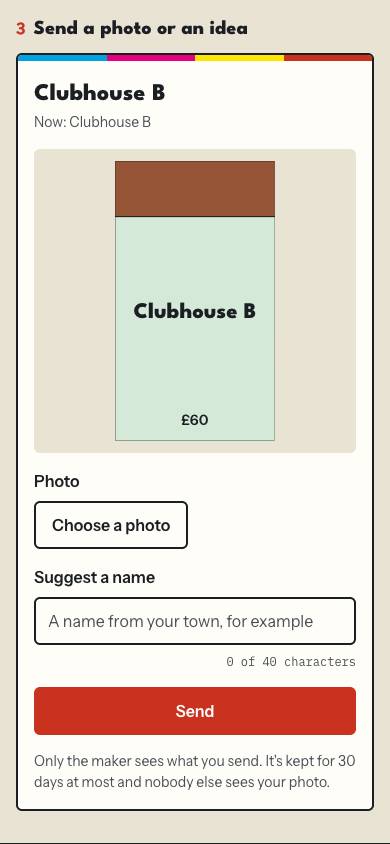 3 Send a photo or an idea
Clubhouse B
Now: Clubhouse B
Clubhouse B
£60
Photo
Choose a photo
Suggest a name
A name from your town, for example
0 of 40 characters
Send
Only the maker sees what you send. It's kept for 30
days at most and nobody else sees your photo.